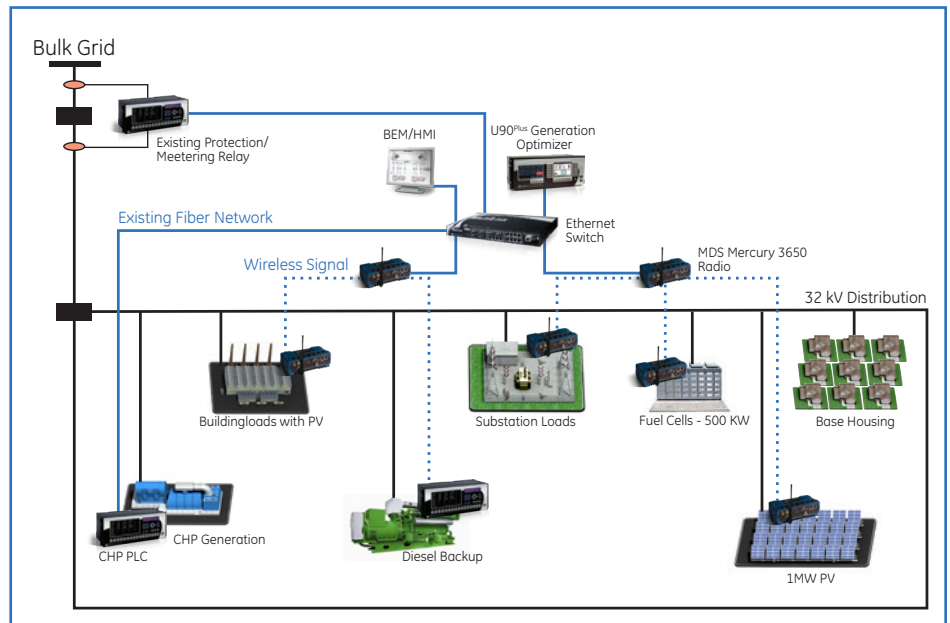 Bulk Grid
Existing Protection/
Meetering Relay
BEM/HMI
U90Plus Generation
Optimizer
Existing Fiber Network
Ethernet
Switch
Wireless Signal
MDS Mercury 3650
Radio
32 kV Distribution
Buildingloads with PV
Substation Loads
Fuel Cells - 500 KW
Base Housing
CHP PLC
CHP Generation
Diesel Backup
1MW PV